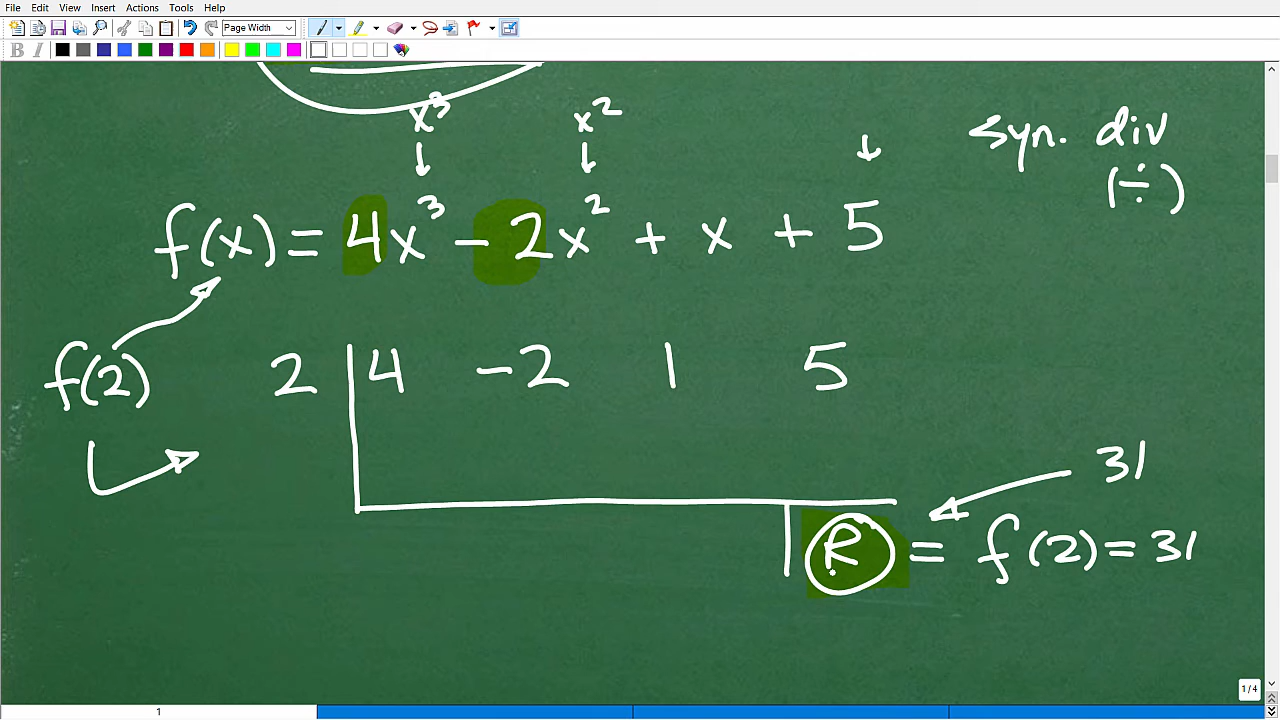 File Edit View Insert Actions Tools Help
Page Width
B I
x³ x²
↓ ↓ ↓
syn. div
(÷)
f(x) = 4x³ - 2x² + x + 5
f(2) 2 4 -2 1 5
31
R = f(2) = 31
1/4
1